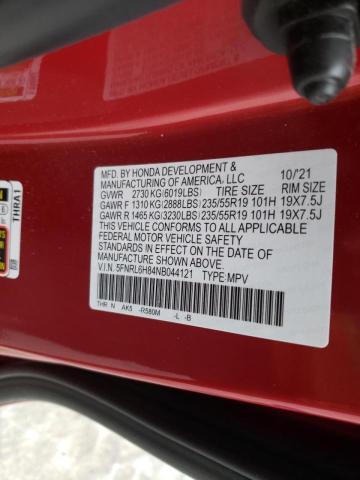 MFD. BY HONDA DEVELOPMENT & 10/'21
MANUFACTURING OF AMERICA, LLC
GVWR 2730 KG(6019LBS) TIRE SIZE RIM SIZE
GAWR F 1310 KG(2888LBS) 235/55R19 101H 19X7.5J
GAWR R 1465 KG(3230LBS) 235/55R19 101H 19X7.5J
THIS VEHICLE CONFORMS TO ALL APPLICABLE
FEDERAL MOTOR VEHICLE SAFETY
STANDARDS IN EFFECT ON THE DATE OF
MANUFACTURE SHOWN ABOVE.
V.I.N. 5FNRL6H84NB044121 TYPE:MPV
THR N AK5 -R580M -L -B
THRA1